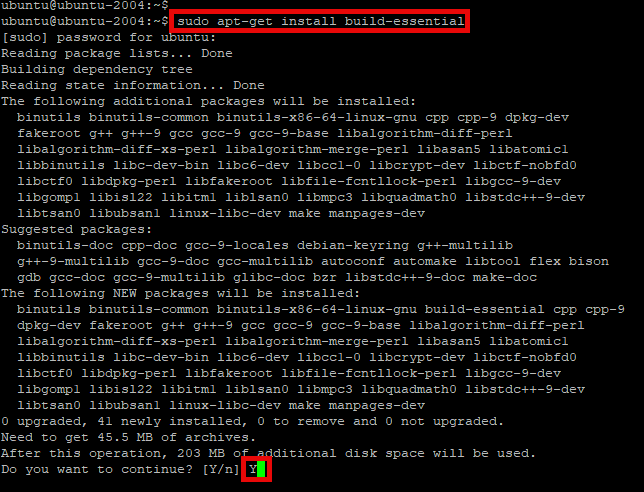 ubuntu@ubuntu-2004:~$
ubuntu@ubuntu-2004:~$ sudo apt-get install build-essential
[sudo] password for ubuntu:
Reading package lists... Done
Building dependency tree
Reading state information... Done
The following additional packages will be installed:
  binutils binutils-common binutils-x86-64-linux-gnu cpp cpp-9 dpkg-dev
  fakeroot g++ g++-9 gcc gcc-9 gcc-9-base libalgorithm-diff-perl
  libalgorithm-diff-xs-perl libalgorithm-merge-perl libasan5 libatomic1
  libbinutils libc-dev-bin libc6-dev libcc1-0 libcrypt-dev libctf-nobfd0
  libctf0 libdpkg-perl libfakeroot libfile-fcntllock-perl libgcc-9-dev
  libgomp1 libisl22 libitm1 liblsan0 libmpc3 libquadmath0 libstdc++-9-dev
  libtsan0 libubsan1 linux-libc-dev make manpages-dev
Suggested packages:
  binutils-doc cpp-doc gcc-9-locales debian-keyring g++-multilib
  g++-9-multilib gcc-9-doc gcc-multilib autoconf automake libtool flex bison
  gdb gcc-doc gcc-9-multilib glibc-doc bzr libstdc++-9-doc make-doc
The following NEW packages will be installed:
  binutils binutils-common binutils-x86-64-linux-gnu build-essential cpp cpp-9
  dpkg-dev fakeroot g++ g++-9 gcc gcc-9 gcc-9-base libalgorithm-diff-perl
  libalgorithm-diff-xs-perl libalgorithm-merge-perl libasan5 libatomic1
  libbinutils libc-dev-bin libc6-dev libcc1-0 libcrypt-dev libctf-nobfd0
  libctf0 libdpkg-perl libfakeroot libfile-fcntllock-perl libgcc-9-dev
  libgomp1 libisl22 libitm1 liblsan0 libmpc3 libquadmath0 libstdc++-9-dev
  libtsan0 libubsan1 linux-libc-dev make manpages-dev
0 upgraded, 41 newly installed, 0 to remove and 0 not upgraded.
Need to get 45.5 MB of archives.
After this operation, 203 MB of additional disk space will be used.
Do you want to continue? [Y/n] Y